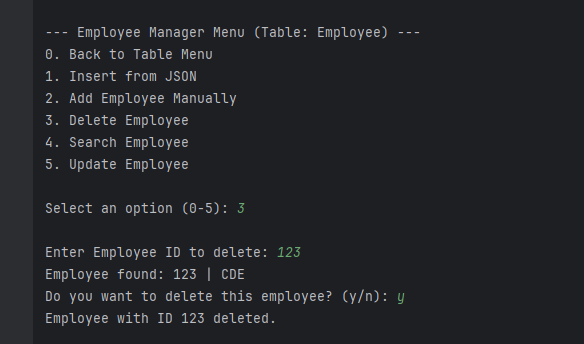 --- Employee Manager Menu (Table: Employee) ---
0. Back to Table Menu
1. Insert from JSON
2. Add Employee Manually
3. Delete Employee
4. Search Employee
5. Update Employee
Select an option (0-5): 3
Enter Employee ID to delete: 123
Employee found: 123 | CDE
Do you want to delete this employee? (y/n): y
Employee with ID 123 deleted.